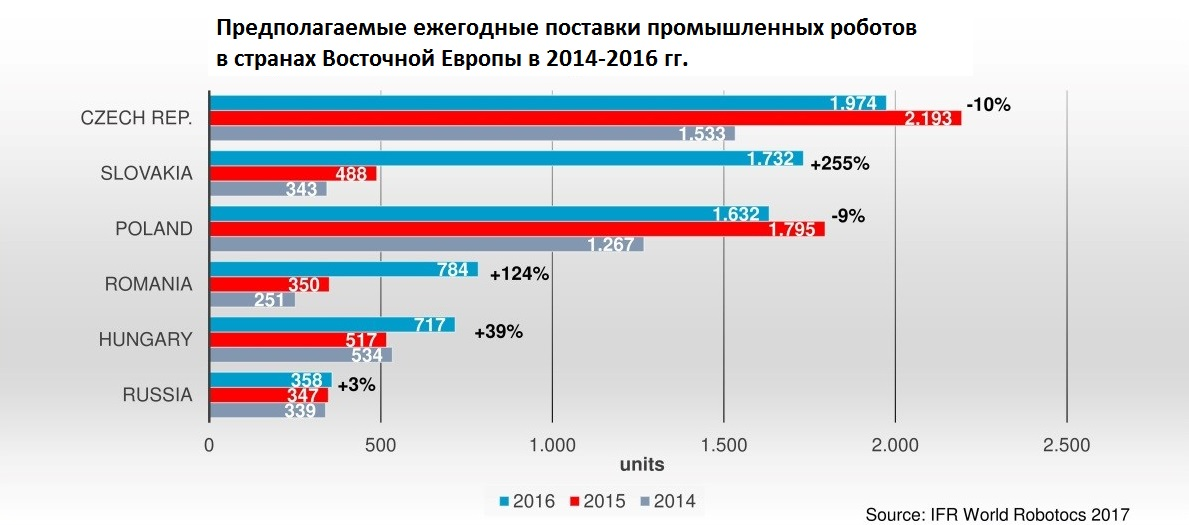 Предполагаемые ежегодные поставки промышленных роботов
в странах Восточной Европы в 2014-2016 гг.
CZECH REP.
1.974
-10%
2.193
1.533
SLOVAKIA
1.732
+255%
488
343
POLAND
1.632
-9%
1.795
1.267
ROMANIA
784
+124%
350
251
HUNGARY
717
+39%
517
534
RUSSIA
358
+3%
347
339
0 500 1.000 1.500 2.000 2.500
units
2016 2015 2014
Source: IFR World Robotocs 2017